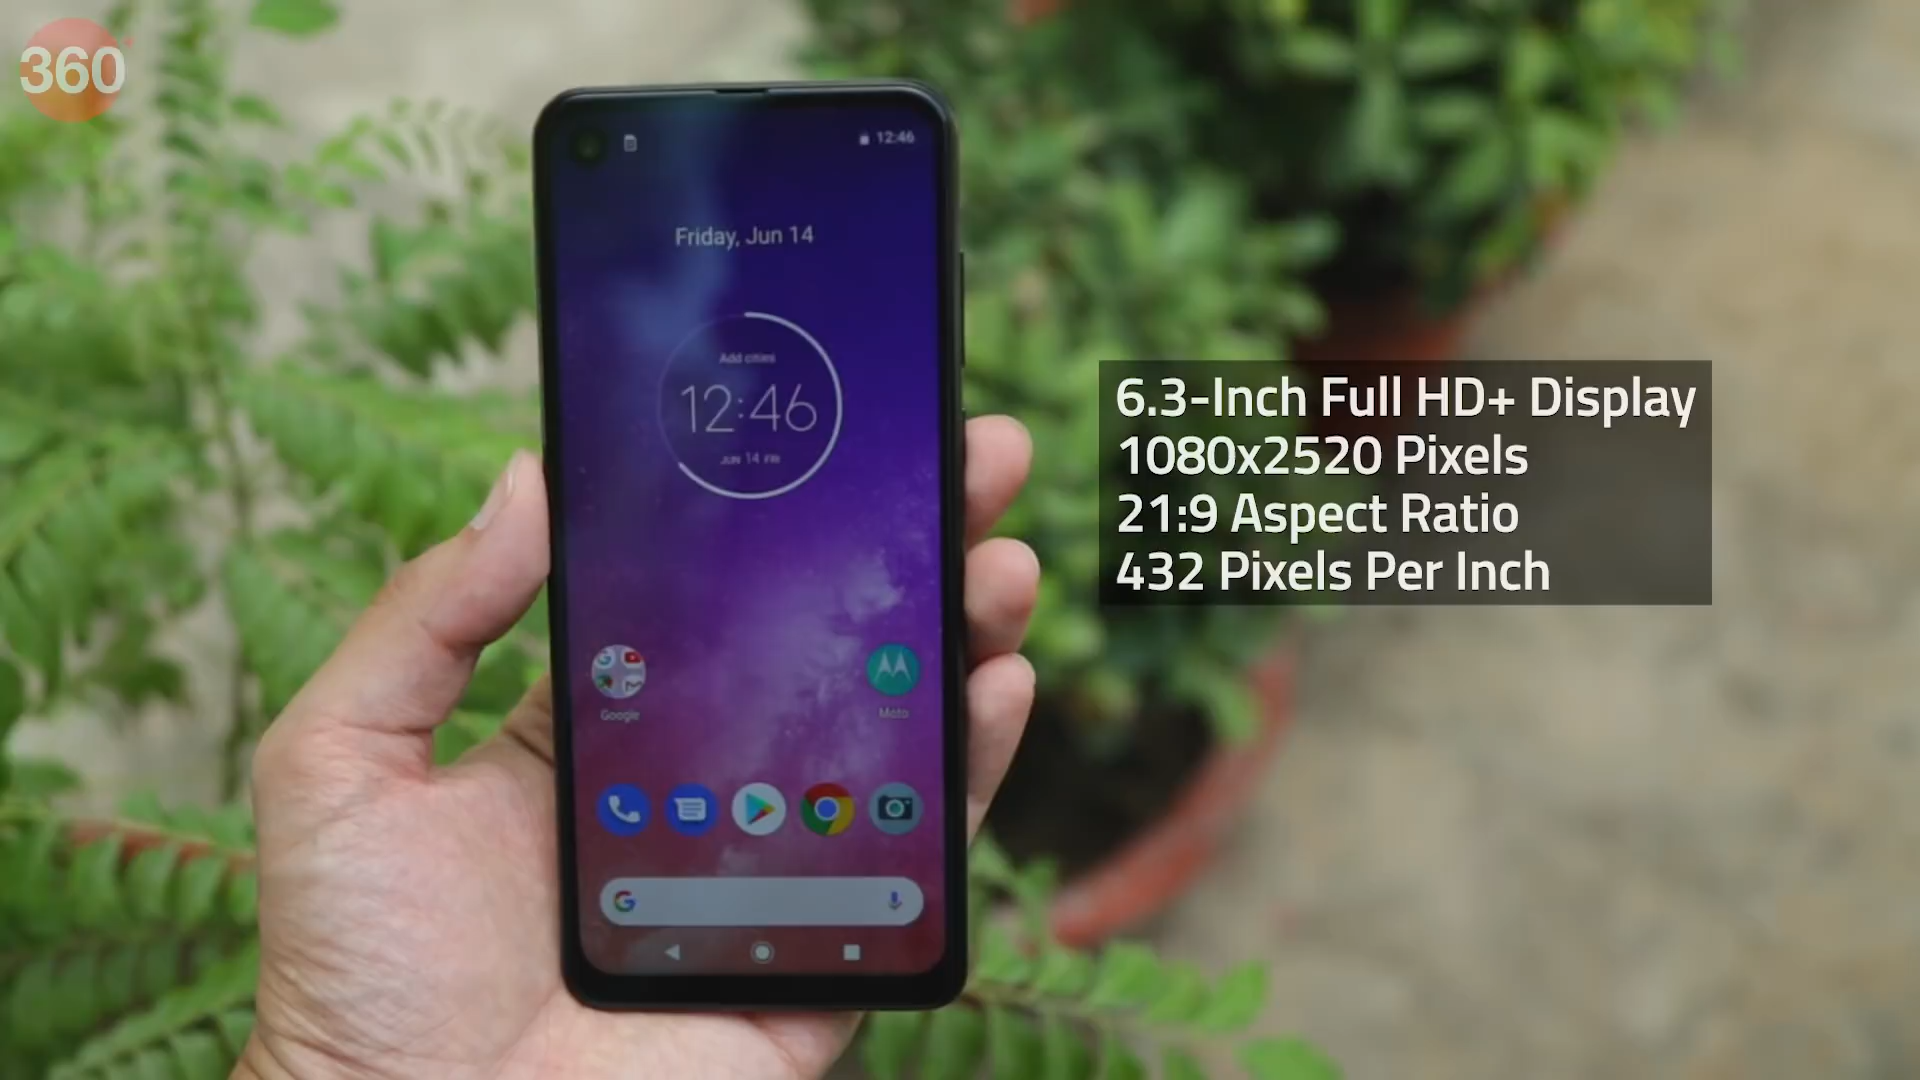 360
12:46
Friday, Jun 14
Add cities
12:46
JUN 14 FRI
Google
Moto
6.3-Inch Full HD+ Display
1080x2520 Pixels
21:9 Aspect Ratio
432 Pixels Per Inch